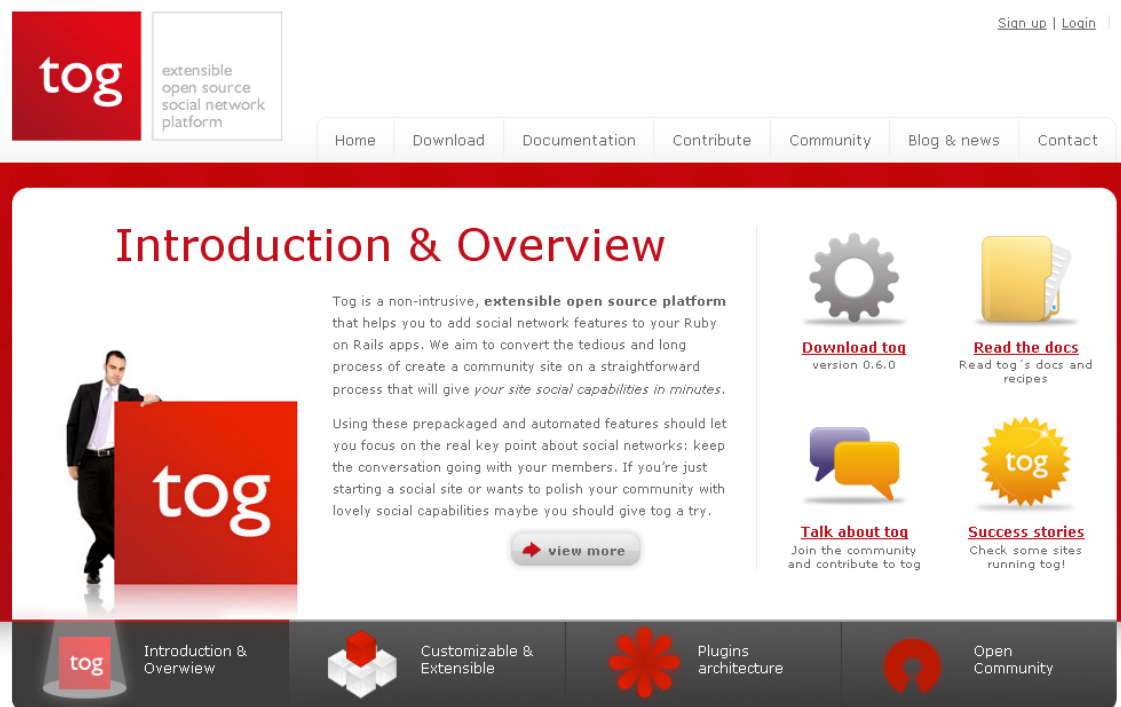 Sign up | Login
tog
extensible
open source
social network
platform
Home
Download
Documentation
Contribute
Community
Blog & news
Contact
Introduction & Overview
Tog is a non-intrusive, extensible open source platform
that helps you to add social network features to your Ruby
on Rails apps. We aim to convert the tedious and long
process of create a community site on a straightforward
process that will give your site social capabilities in minutes.
Using these prepackaged and automated features should let
you focus on the real key point about social networks: keep
the conversation going with your members. If you're just
starting a social site or wants to polish your community with
lovely social capabilities maybe you should give tog a try.
view more
tog
Download tog
version 0.6.0
Read the docs
Read tog´s docs and
recipes
Talk about tog
Join the community
and contribute to tog
tog
Success stories
Check some sites
running tog!
tog
Introduction &
Overwiew
Customizable &
Extensible
Plugins
architecture
Open
Community